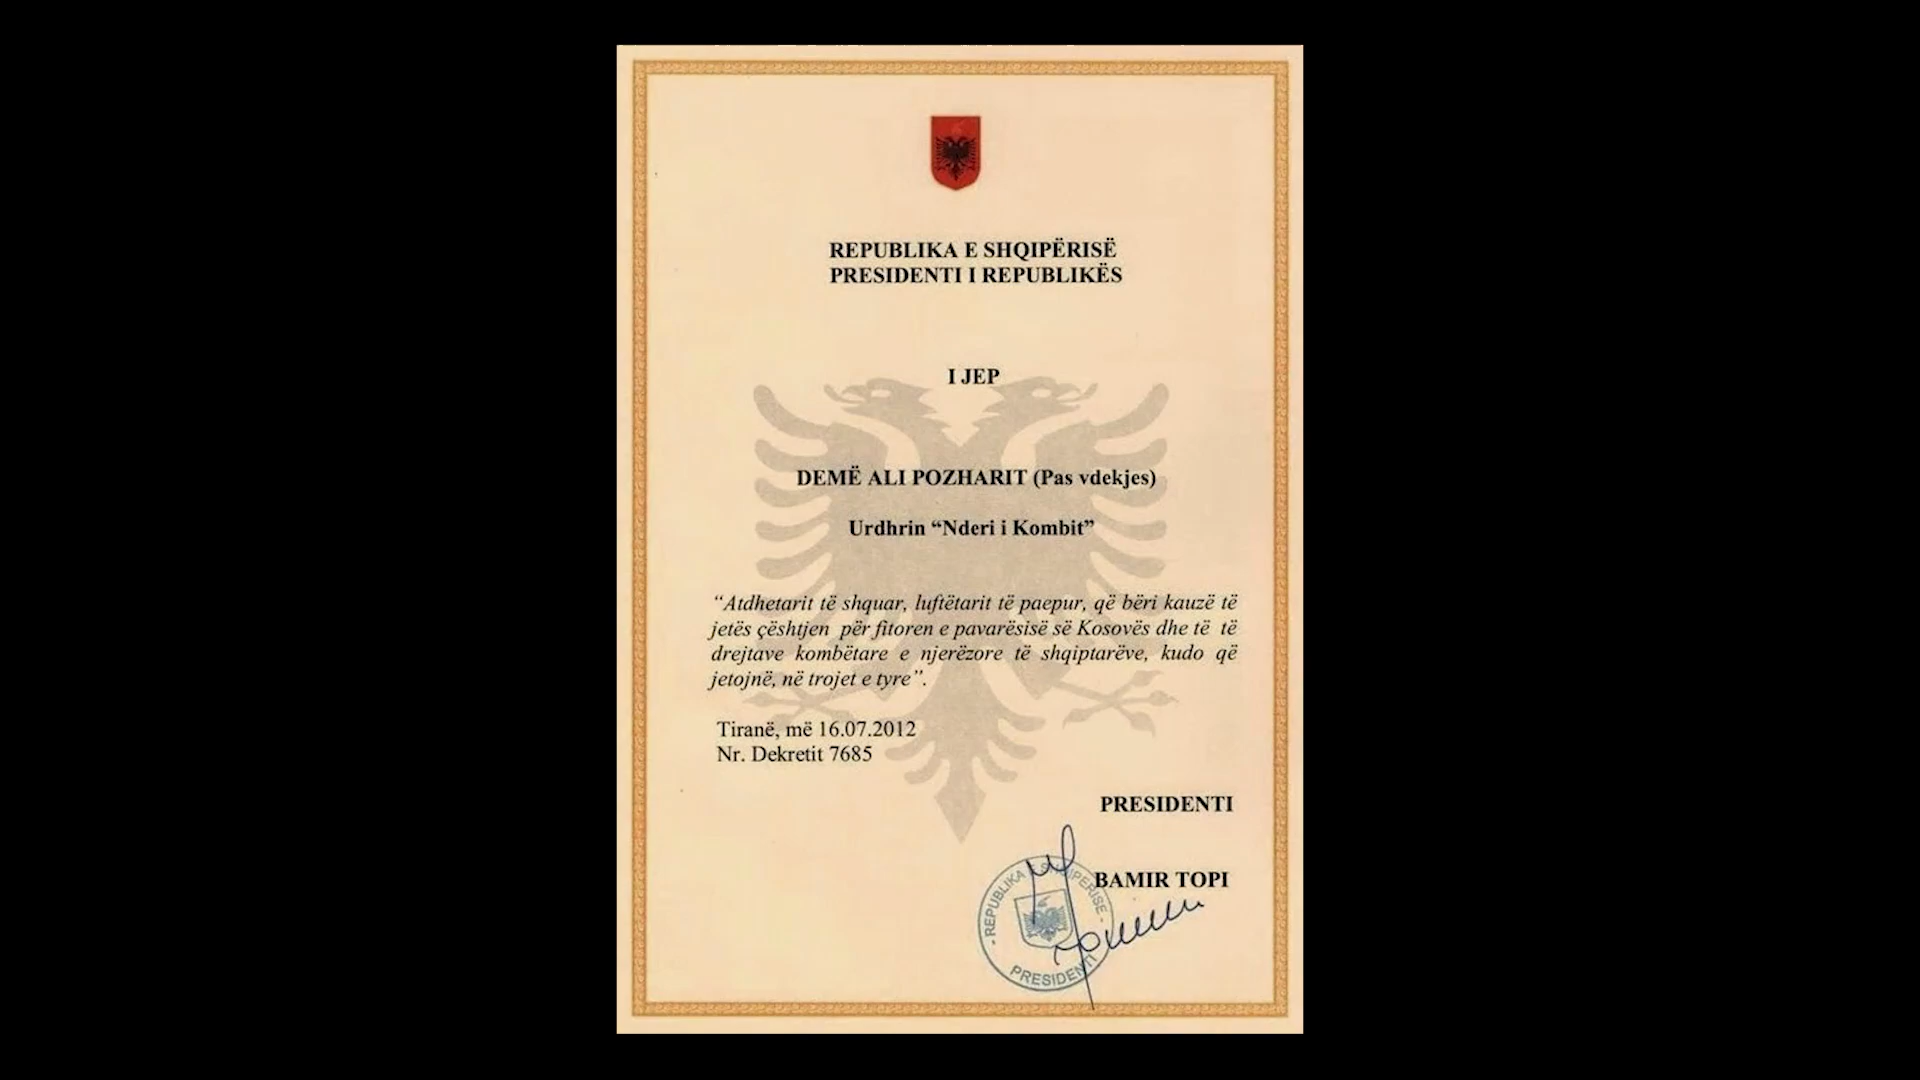 REPUBLIKA E SHQIPËRISË
PRESIDENTI I REPUBLIKËS
I JEP
DEMË ALI POZHARIT (Pas vdekjes)
Urdhrin “Nderi i Kombit”
“Atdhetarit të shquar, luftëtarit të paepur, që bëri kauzë të
jetës çështjen për fitoren e pavarësisë së Kosovës dhe të të
drejtave kombëtare e njerëzore të shqiptarëve, kudo që
jetojnë, në trojet e tyre”.
Tiranë, më 16.07.2012
Nr. Dekretit 7685
PRESIDENTI
BAMIR TOPI
- REPUBLIKA E SHQIPERISE -
PRESIDENTI